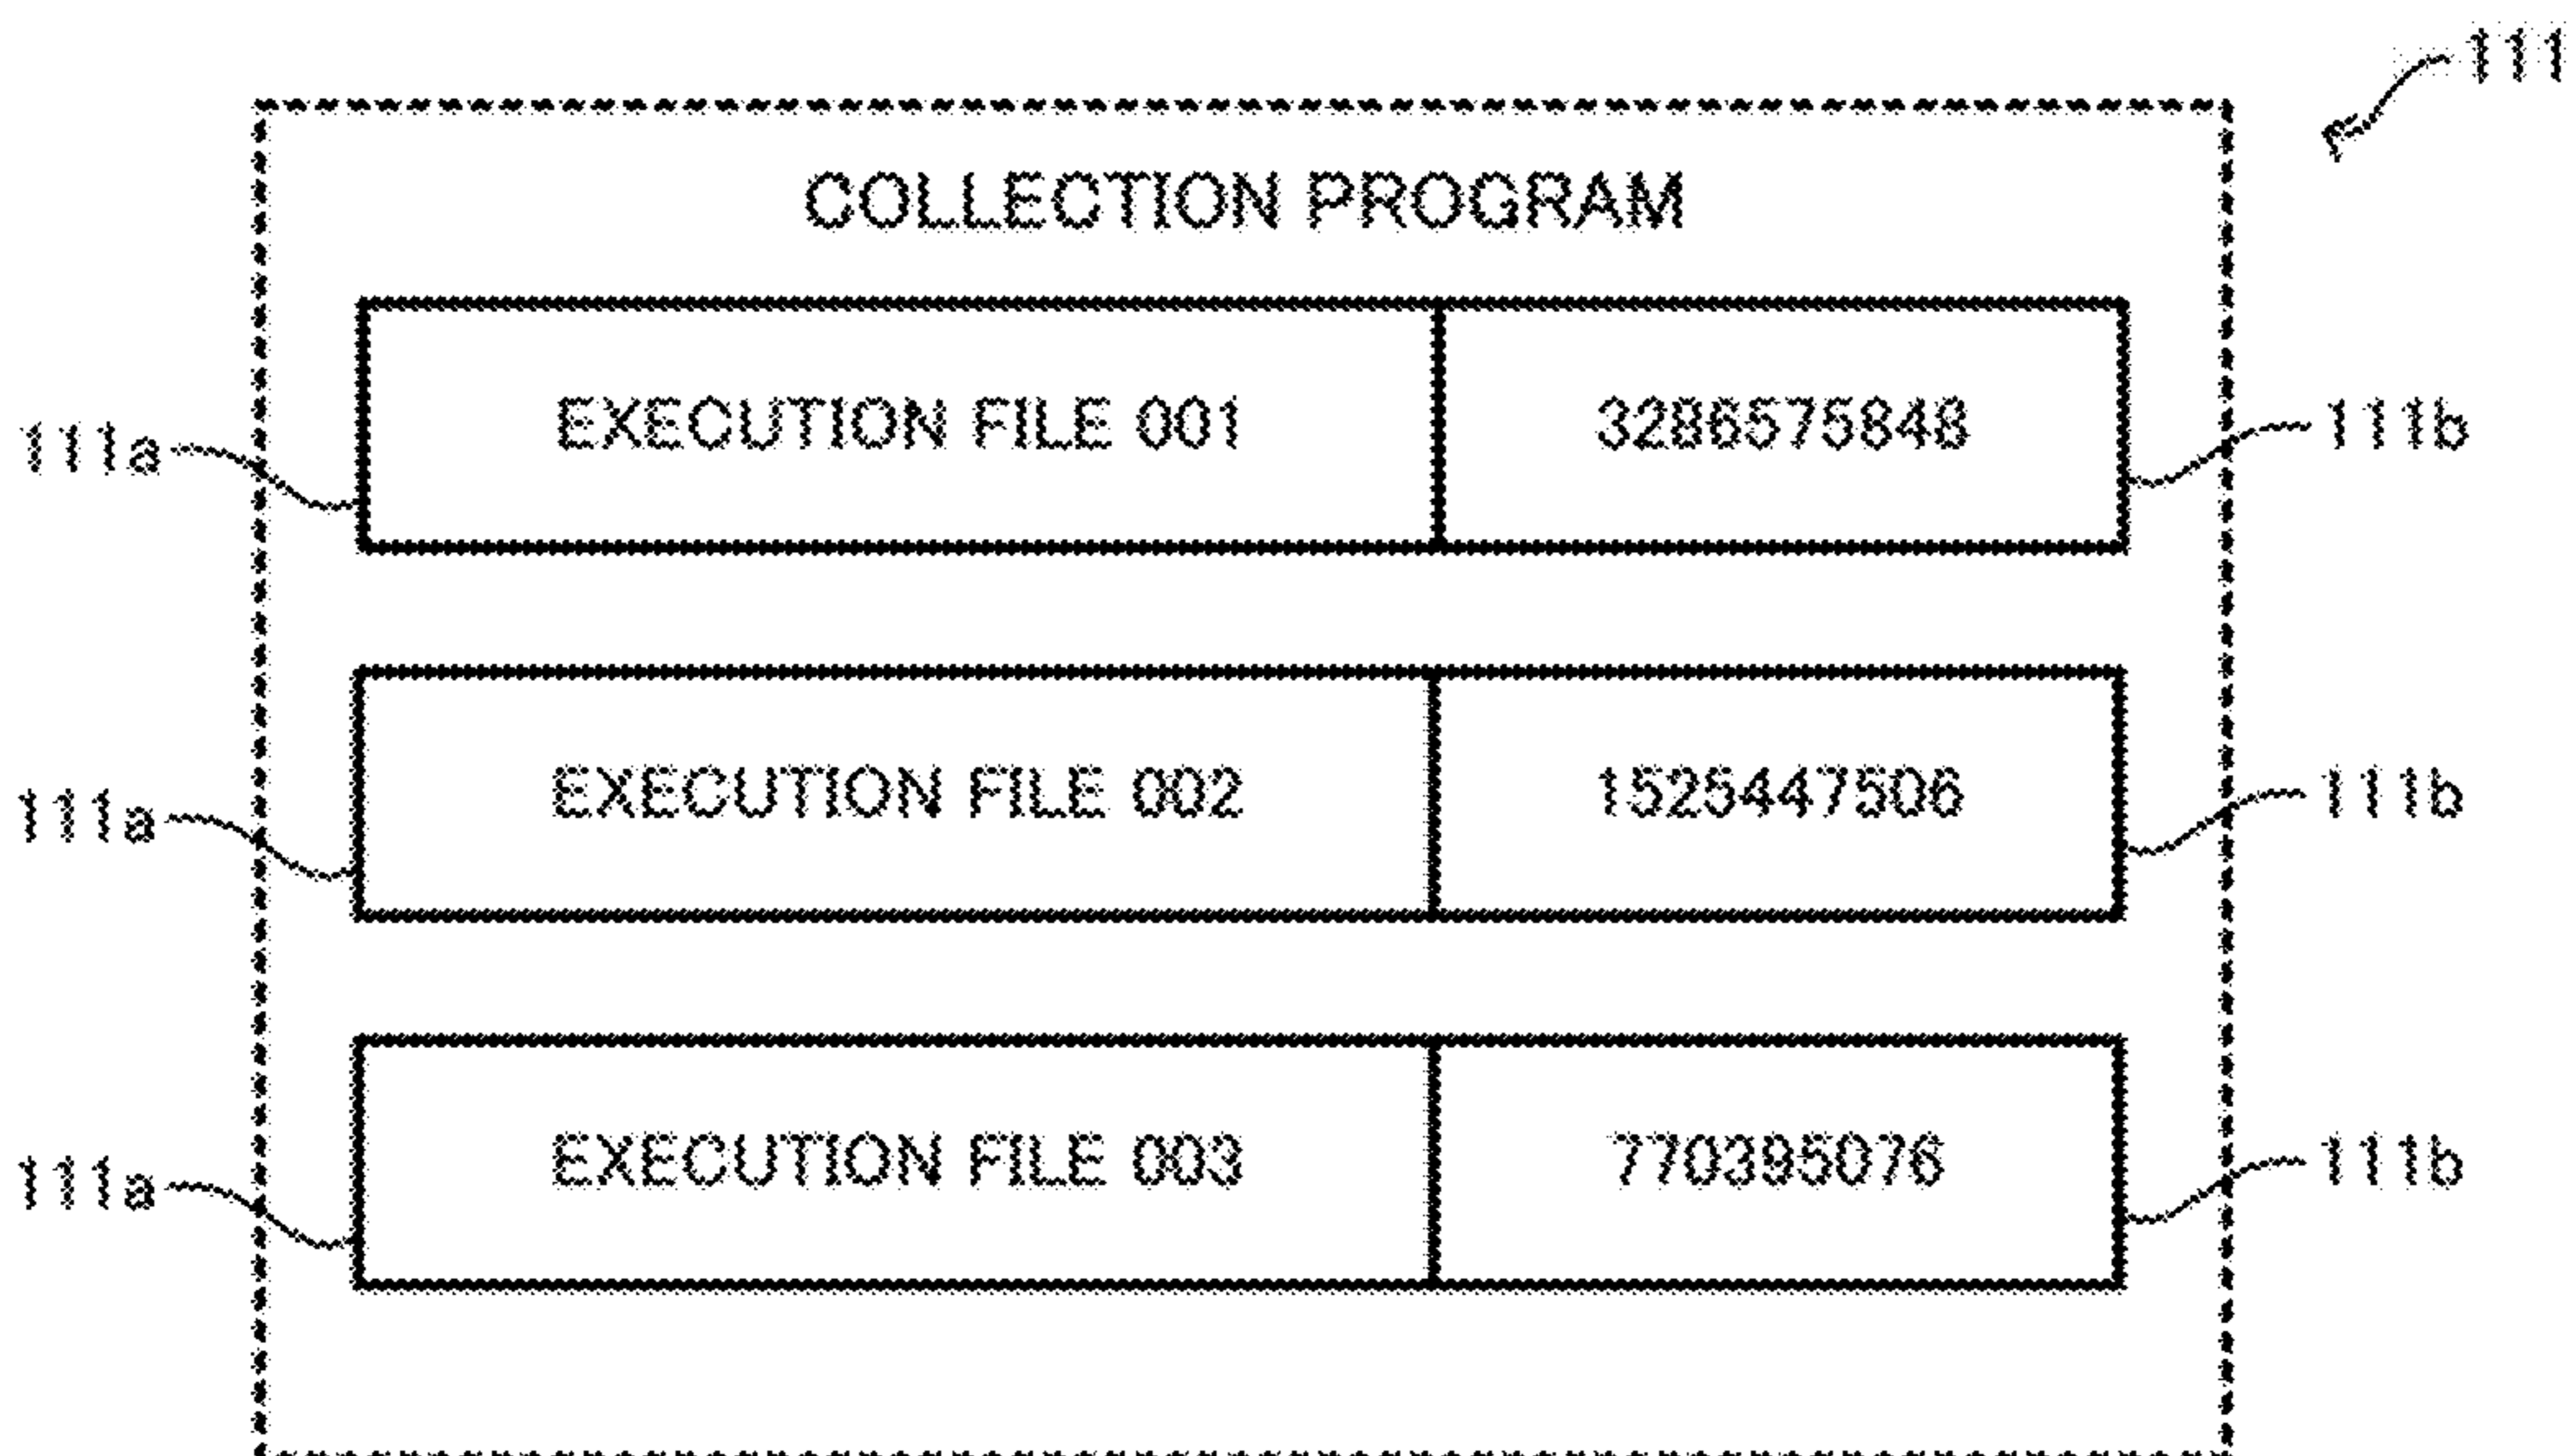 111
COLLECTION PROGRAM
111a EXECUTION FILE 001 3286575848 111b
111a EXECUTION FILE 002 1525447506 111b
111a EXECUTION FILE 003 770395076 111b